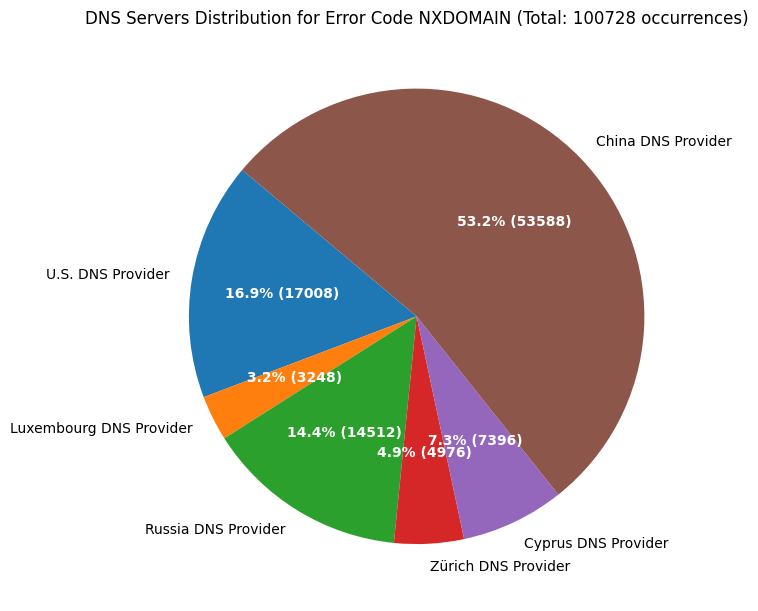 DNS Servers Distribution for Error Code NXDOMAIN (Total: 100728 occurrences)
China DNS Provider
53.2% (53588)
U.S. DNS Provider
16.9% (17008)
3.2% (3248)
Luxembourg DNS Provider
14.4% (14512)
7.3% (7396)
4.9% (4976)
Russia DNS Provider
Cyprus DNS Provider
Zürich DNS Provider